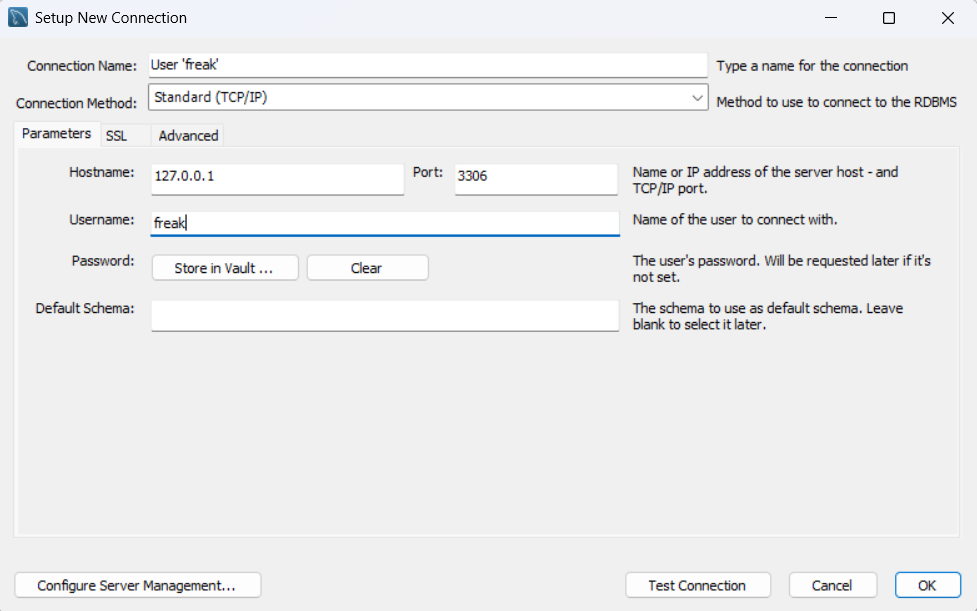 Setup New Connection
Connection Name: User 'freak' Type a name for the connection
Connection Method: Standard (TCP/IP) Method to use to connect to the RDBMS
Parameters SSL Advanced
Hostname: 127.0.0.1 Port: 3306 Name or IP address of the server host - and
TCP/IP port.
Username: freak Name of the user to connect with.
Password: Store in Vault ... Clear The user's password. Will be requested later if it's
not set.
Default Schema: The schema to use as default schema. Leave
blank to select it later.
Configure Server Management... Test Connection Cancel OK